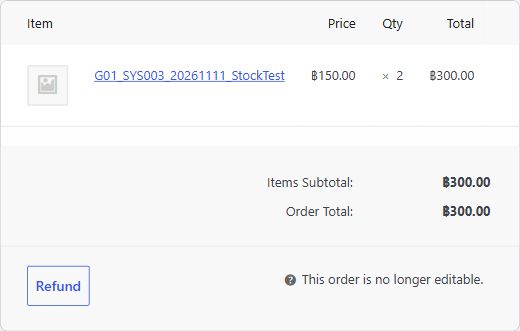 Item Price Qty Total
G01_SYS003_20261111_StockTest ฿150.00 × 2 ฿300.00
Items Subtotal: ฿300.00
Order Total: ฿300.00
Refund
This order is no longer editable.